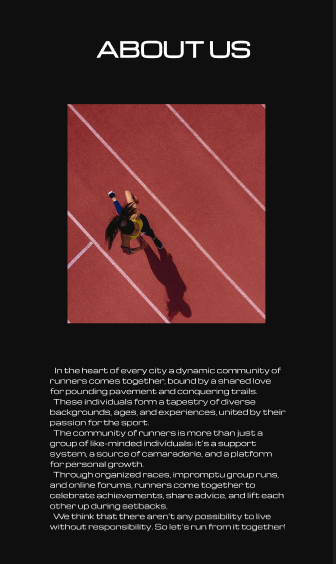 ABOUT US
In the heart of every city a dynamic community of
runners comes together, bound by a shared love
for pounding pavement and conquering trails.
These individuals form a tapestry of diverse
backgrounds, ages, and experiences, united by their
passion for the sport.
The community of runners is more than just a
group of like-minded individuals: it's a support
system, a source of camaraderie, and a platform
for personal growth.
Through organized races, impromptu group runs,
and online forums, runners come together to
celebrate achievements, share advice, and lift each
other up during setbacks.
We think that there aren't any possibility to live
without responsibility. So let's run from it together!